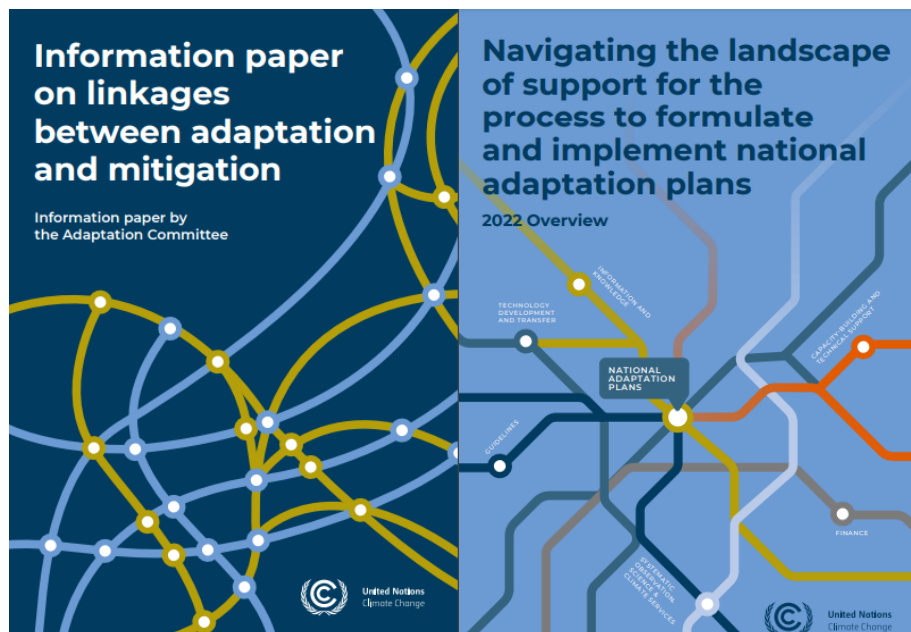 Information paper
on linkages
between adaptation
and mitigation
Information paper by
the Adaptation Committee
United Nations
Climate Change
Navigating the landscape
of support for the
process to formulate
and implement national
adaptation plans
2022 Overview
INFORMATION AND
KNOWLEDGE
TECHNOLOGY
DEVELOPMENT
AND TRANSFER
CAPACITY-BUILDING AND
TECHNICAL SUPPORT
NATIONAL
ADAPTATION
PLANS
GUIDELINES
FINANCE
SYSTEMATIC
OBSERVATION,
SCIENCE &
CLIMATE SERVICES
United Nations
Climate Change